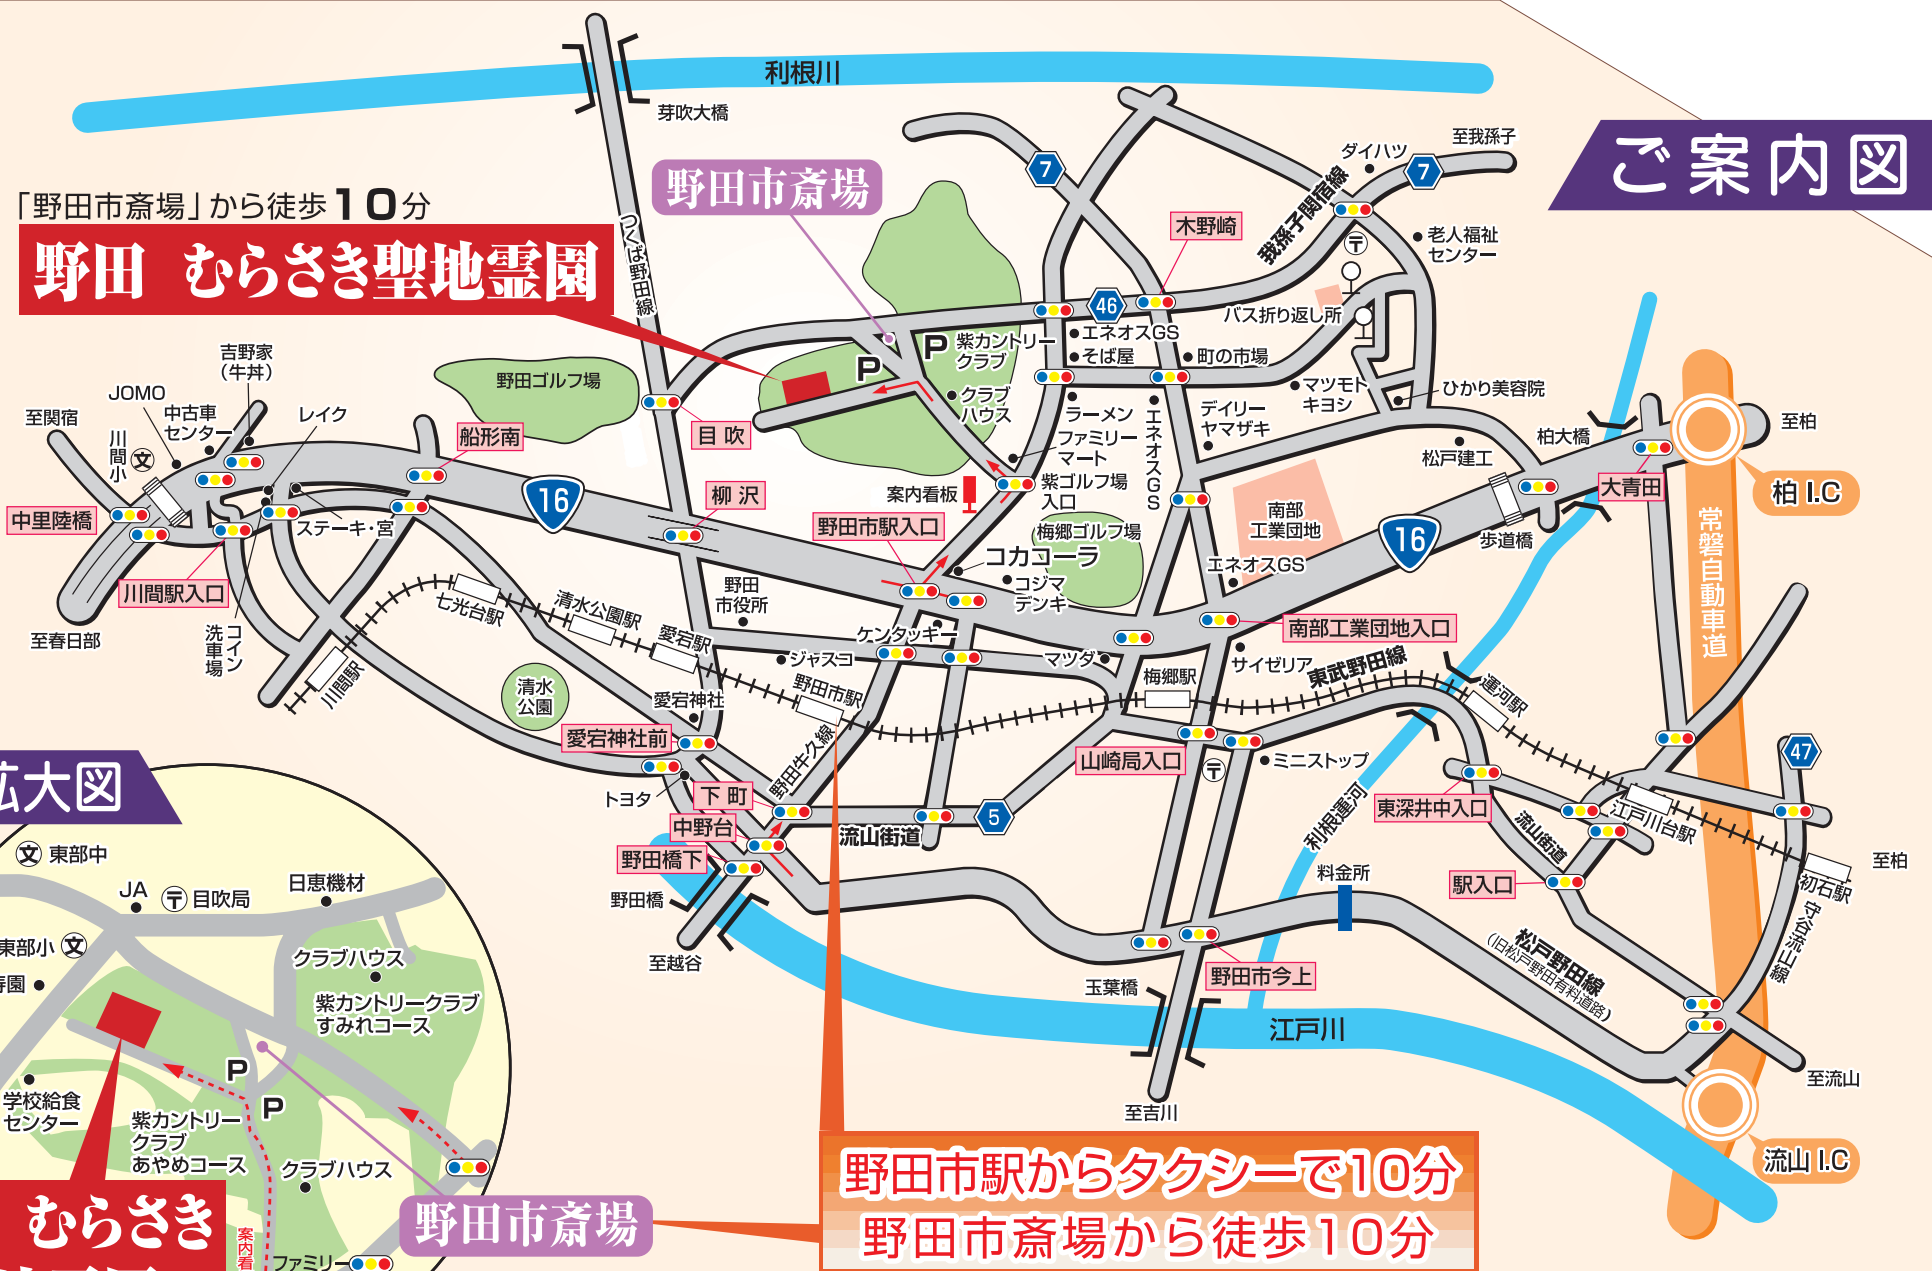 利根川
芽吹大橋
ご案内図
至我孫子
ダイハツ
7
7
我孫子関宿線
「野田市斎場」から徒歩10分
野田 むらさき聖地霊園
野田市斎場
つくば野田線
木野崎
〒
老人福祉
センター
バス折り返し所
46
エネオスGS
そば屋
町の市場
マツモト
キヨシ
ひかり美容院
P
P
紫カントリー
クラブ
クラブ
ハウス
ラーメン
ファミリー
マート
エネオスGS
デイリー
ヤマザキ
松戸建工
柏大橋
大青田
至柏
柏 I.C
常磐自動車道
野田ゴルフ場
吉野家
(牛丼)
JOMO
中古車
センター
レイク
至関宿
川間小
文
船形南
目吹
中里陸橋
ステーキ・宮
16
柳沢
案内看板
紫ゴルフ場
入口
野田市駅入口
梅郷ゴルフ場
コカコーラ
コジマ
デンキ
南部
工業団地
16
歩道橋
エネオスGS
川間駅入口
至春日部
コイン
洗車場
川間駅
七光台駅
清水公園駅
愛宕駅
野田
市役所
ケンタッキー
ジャスコ
マツダ
南部工業団地入口
サイゼリア
東武野田線
梅郷駅
運河駅
清水
公園
愛宕神社
野田市駅
愛宕神社前
野田牛久線
山崎局入口
〒
ミニストップ
利根運河
東深井中入口
47
トヨタ
下町
中野台
野田橋下
流山街道
5
流山街道
江戸川台駅
至柏
初石駅
駅入口
守谷流山線
野田橋
至越谷
料金所
松戸野田線
(旧松戸野田有料道路)
野田市今上
玉葉橋
江戸川
至吉川
至流山
流山 I.C
拡大図
文 東部中
JA
〒 目吹局
日恵機材
東部小 文
園
クラブハウス
紫カントリークラブ
すみれコース
P
P
学校給食
センター
紫カントリー
クラブ
あやめコース
クラブハウス
むらさき
野田市斎場
案内看
ファミリー
野田市駅からタクシーで10分
野田市斎場から徒歩10分